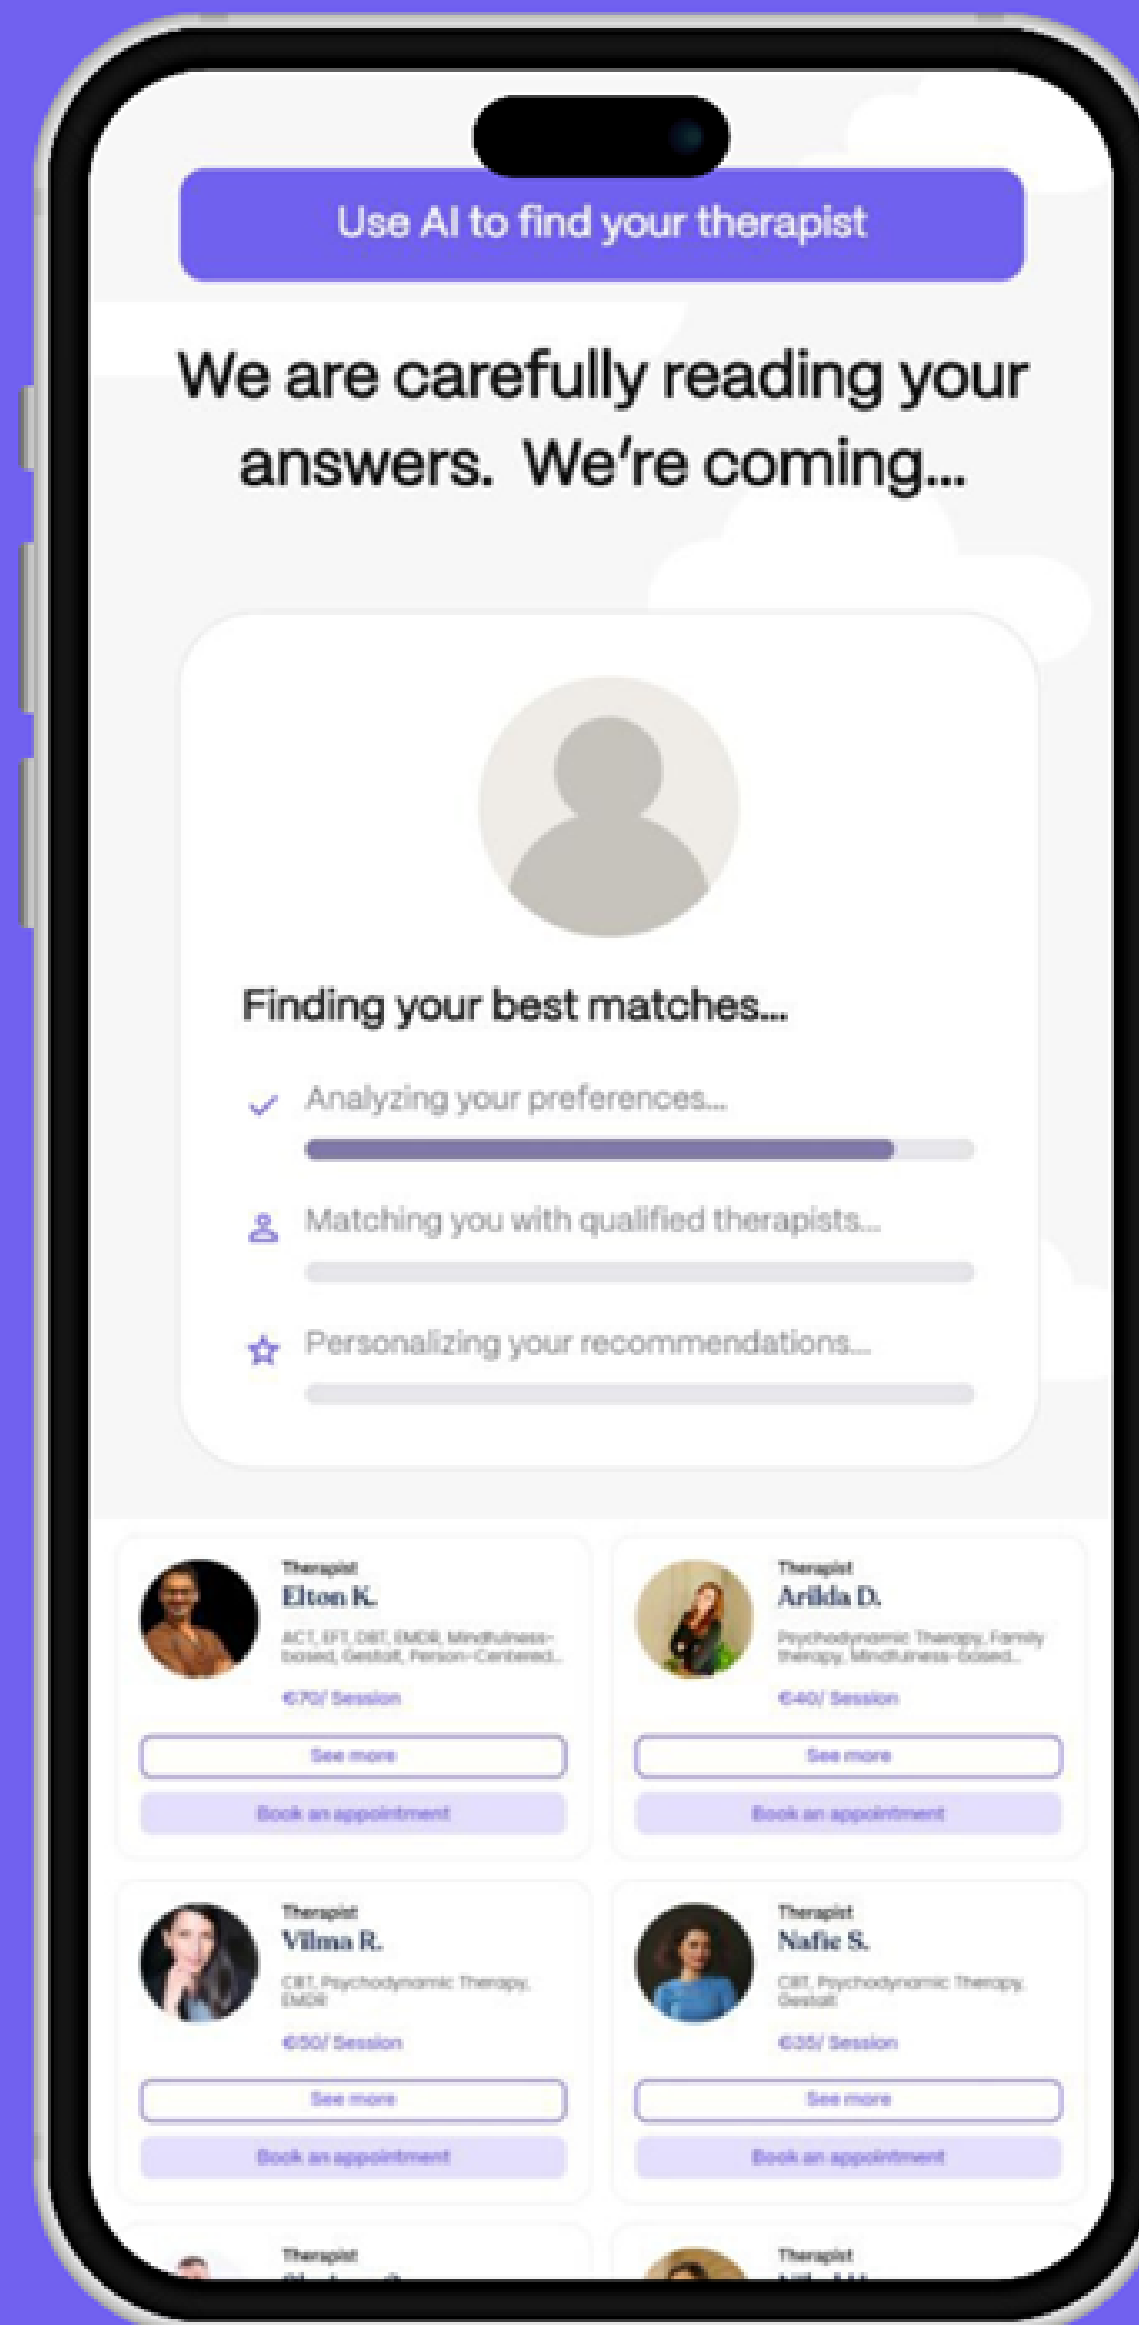 Use AI to find your therapist
We are carefully reading your
answers. We're coming...
Finding your best matches...
Analyzing your preferences...
Matching you with qualified therapists...
Personalizing your recommendations...
Therapist
Elton K.
ACT, EFT, DBT, EMDR, Mindfulness-
based, Gestalt, Person-Centered...
€70/ Session
See more
Book an appointment
Therapist
Arilda D.
Psychodynamic Therapy, Family
therapy, Mindfulness-based...
€40/ Session
See more
Book an appointment
Therapist
Vilma R.
CBT, Psychodynamic Therapy,
EMDR
€50/ Session
See more
Book an appointment
Therapist
Nafie S.
CBT, Psychodynamic Therapy,
Gestalt
€35/ Session
See more
Book an appointment
Therapist
Therapist